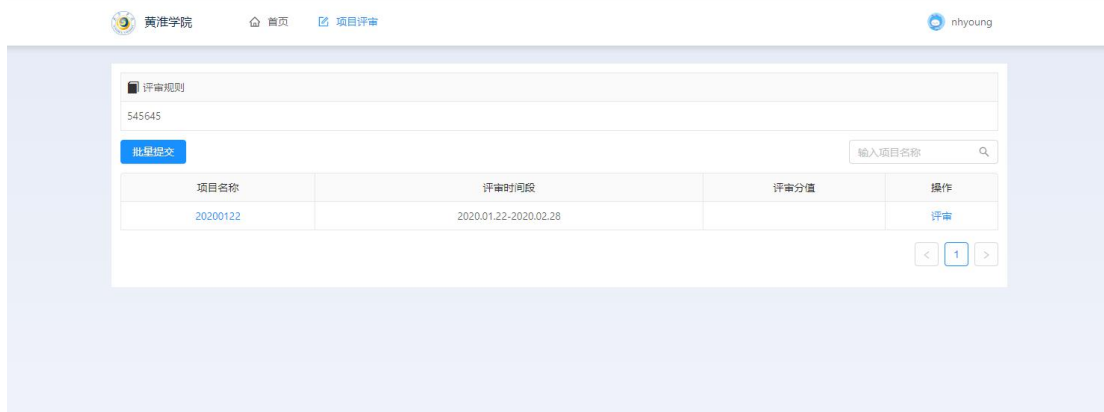 黄淮学院 首页 项目评审 nhyoung
评审规则
545645
批量提交 输入项目名称
项目名称 评审时间段 评审分值 操作
20200122 2020.01.22-2020.02.28 评审
< 1 >